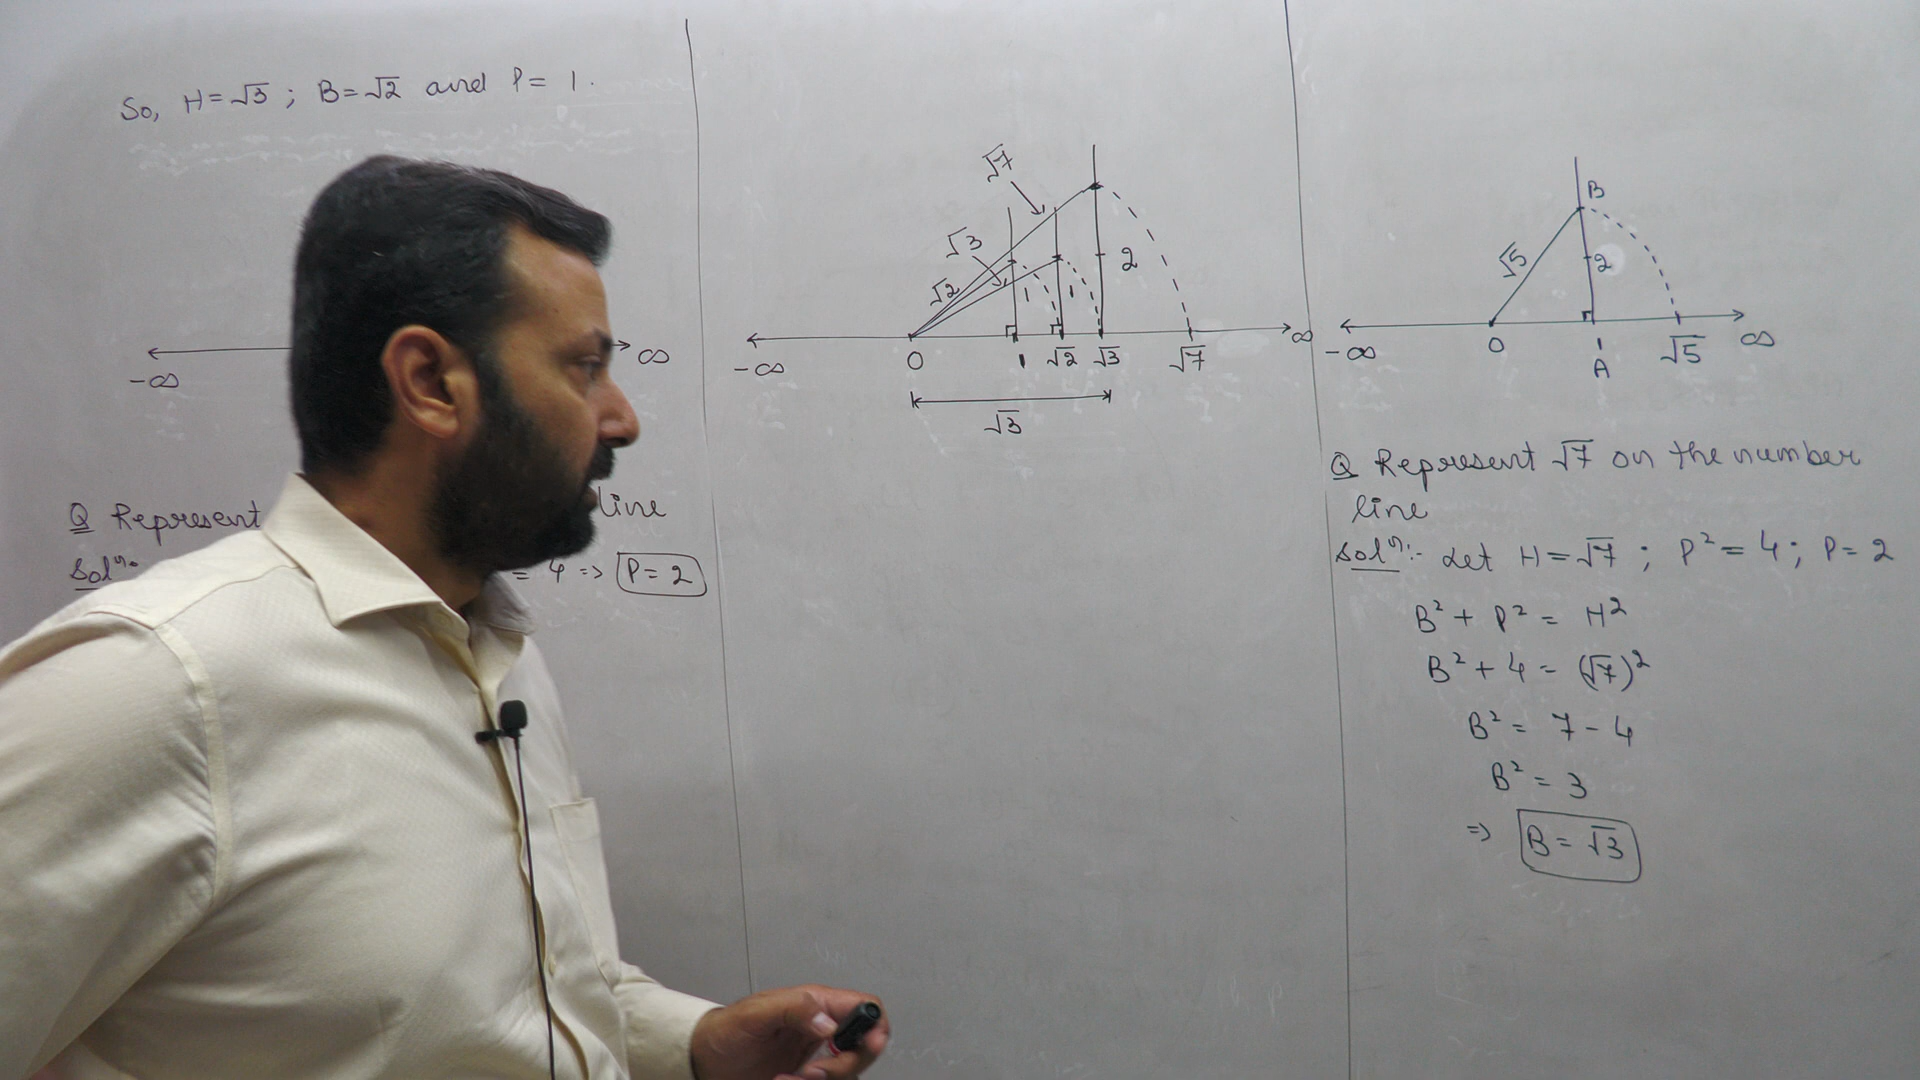 So, H = √3 ; B = √2 and P = 1.
-∞ ∞
Q Represent line
Solⁿ:- = 4 => P = 2
√7
√3
√2 1 1 2
-∞ 0 1 √2 √3 √7 ∞
√3
B
√5 2
-∞ 0 1 √5 ∞
A
Q Represent √7 on the number
line
Solⁿ:- Let H = √7 ; P² = 4 ; P = 2
B² + P² = H²
B² + 4 = (√7)²
B² = 7 - 4
B² = 3
=> B = √3